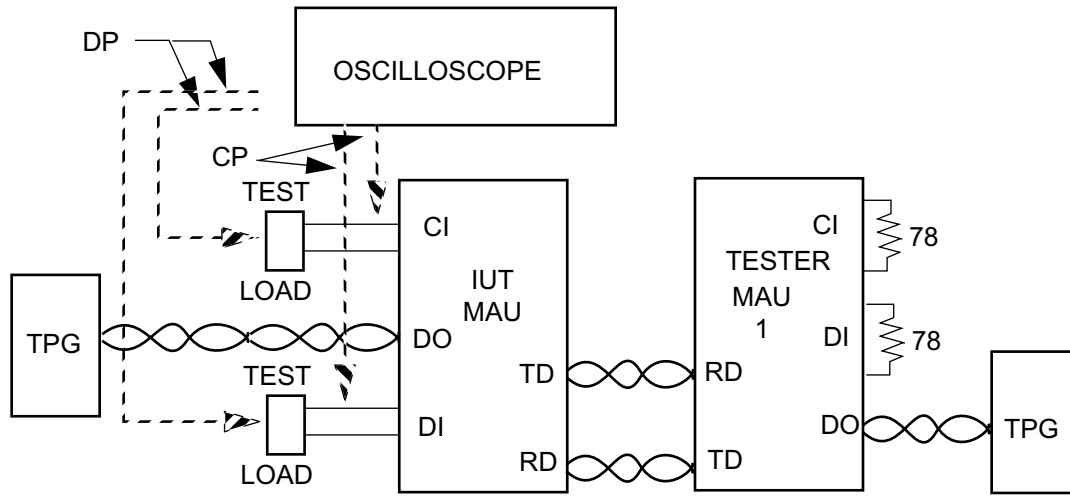 DP
OSCILLOSCOPE
CP
TEST
LOAD
CI
IUT
MAU
CI
78
TESTER
MAU
1
TPG
DO
DI
78
TEST
LOAD
DI
TD
RD
RD
TD
DO
TPG